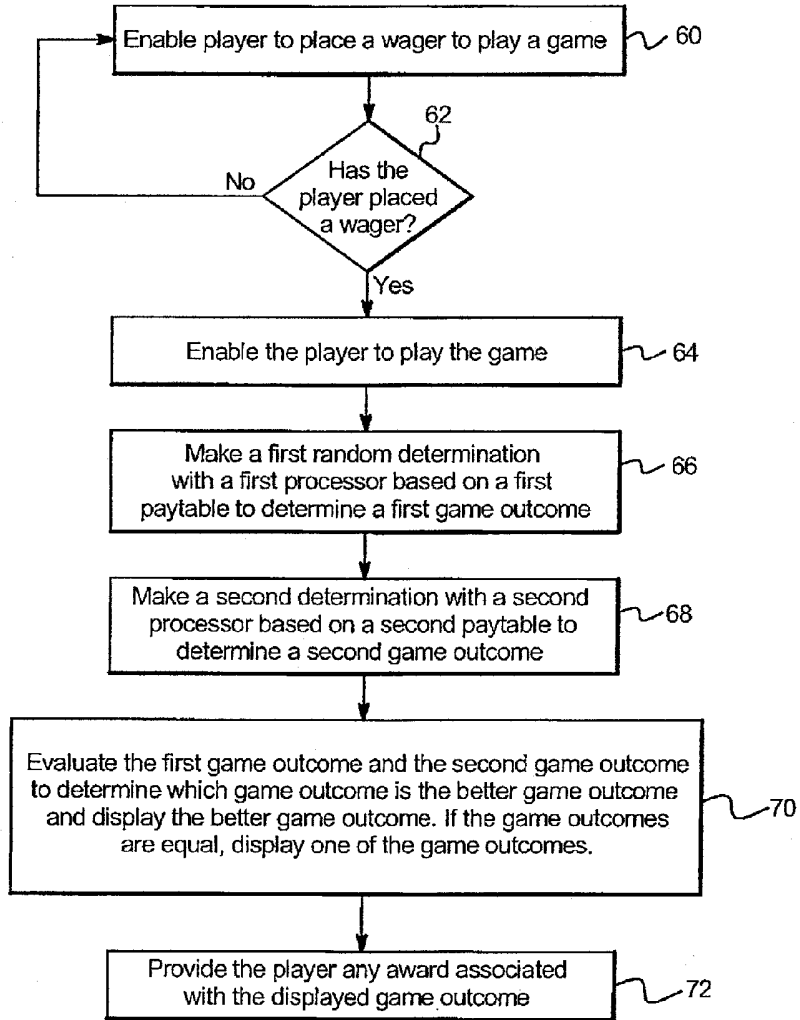 Enable player to place a wager to play a game
60
62
Has the
player placed
a wager?
No
Yes
Enable the player to play the game
64
Make a first random determination
with a first processor based on a first
paytable to determine a first game outcome
66
Make a second determination with a second
processor based on a second paytable to
determine a second game outcome
68
Evaluate the first game outcome and the second game outcome
to determine which game outcome is the better game outcome
and display the better game outcome. If the game outcomes
are equal, display one of the game outcomes.
70
Provide the player any award associated
with the displayed game outcome
72